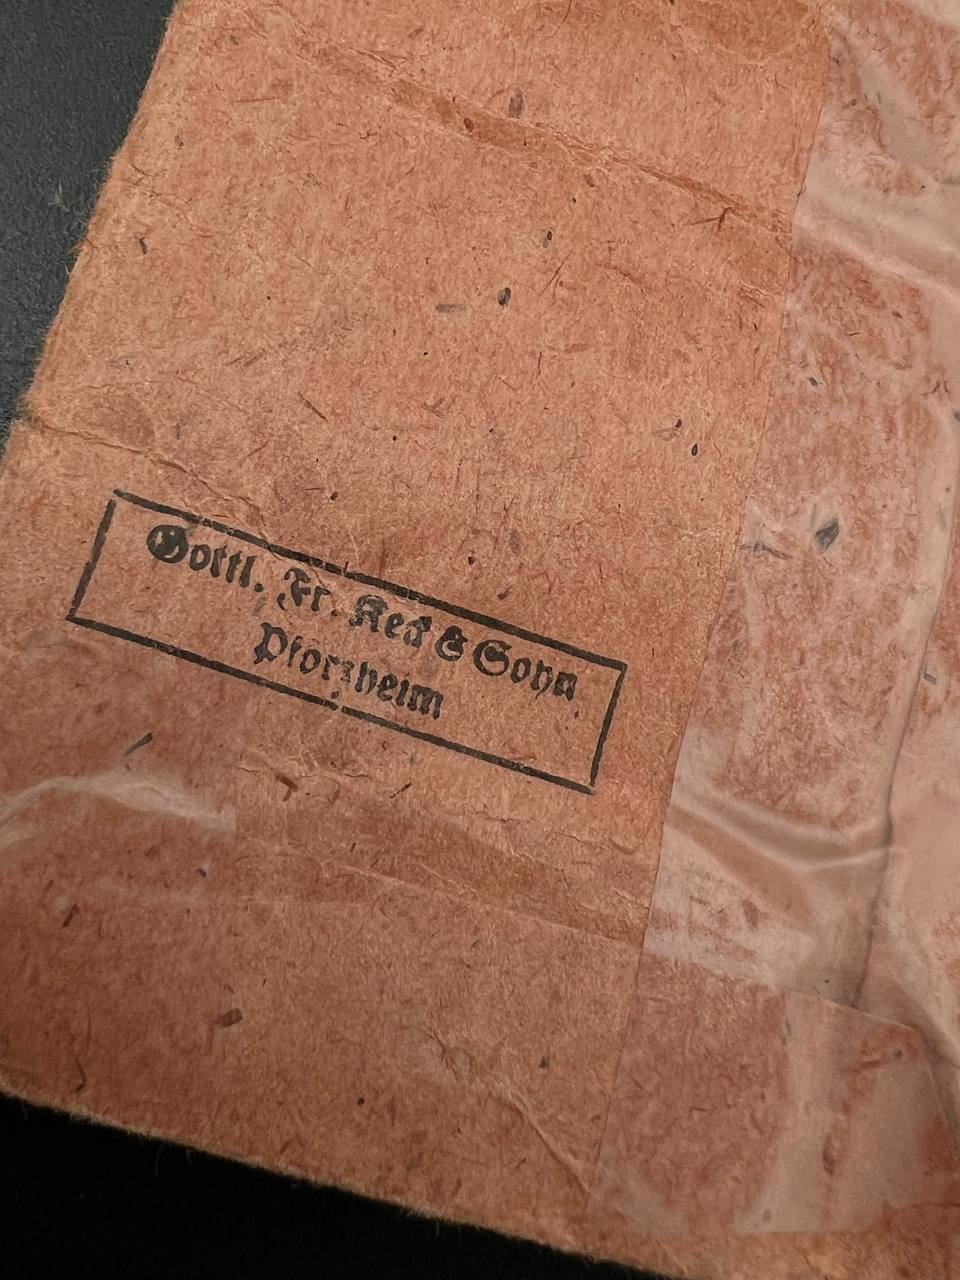 Gottl. Fr. Keck & Sohn
Pforzheim